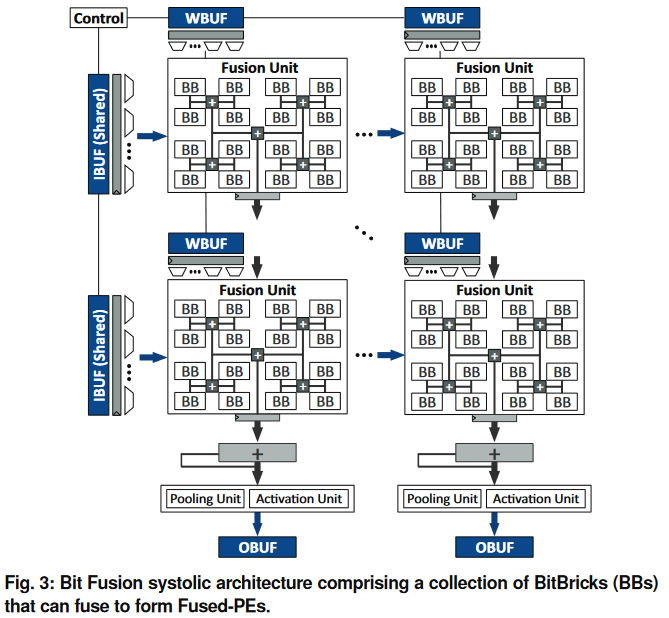 Control
WBUF
WBUF
IBUF (Shared)
Fusion Unit
BB BB BB BB
+ +
BB BB BB BB
+
BB BB BB BB
+ +
BB BB BB BB
•••
Fusion Unit
BB BB BB BB
+ +
BB BB BB BB
+
BB BB BB BB
+ +
BB BB BB BB
WBUF
WBUF
IBUF (Shared)
Fusion Unit
BB BB BB BB
+ +
BB BB BB BB
+
BB BB BB BB
+ +
BB BB BB BB
•••
Fusion Unit
BB BB BB BB
+ +
BB BB BB BB
+
BB BB BB BB
+ +
BB BB BB BB
+
+
Pooling Unit Activation Unit
Pooling Unit Activation Unit
OBUF
OBUF
Fig. 3: Bit Fusion systolic architecture comprising a collection of BitBricks (BBs)
that can fuse to form Fused-PEs.